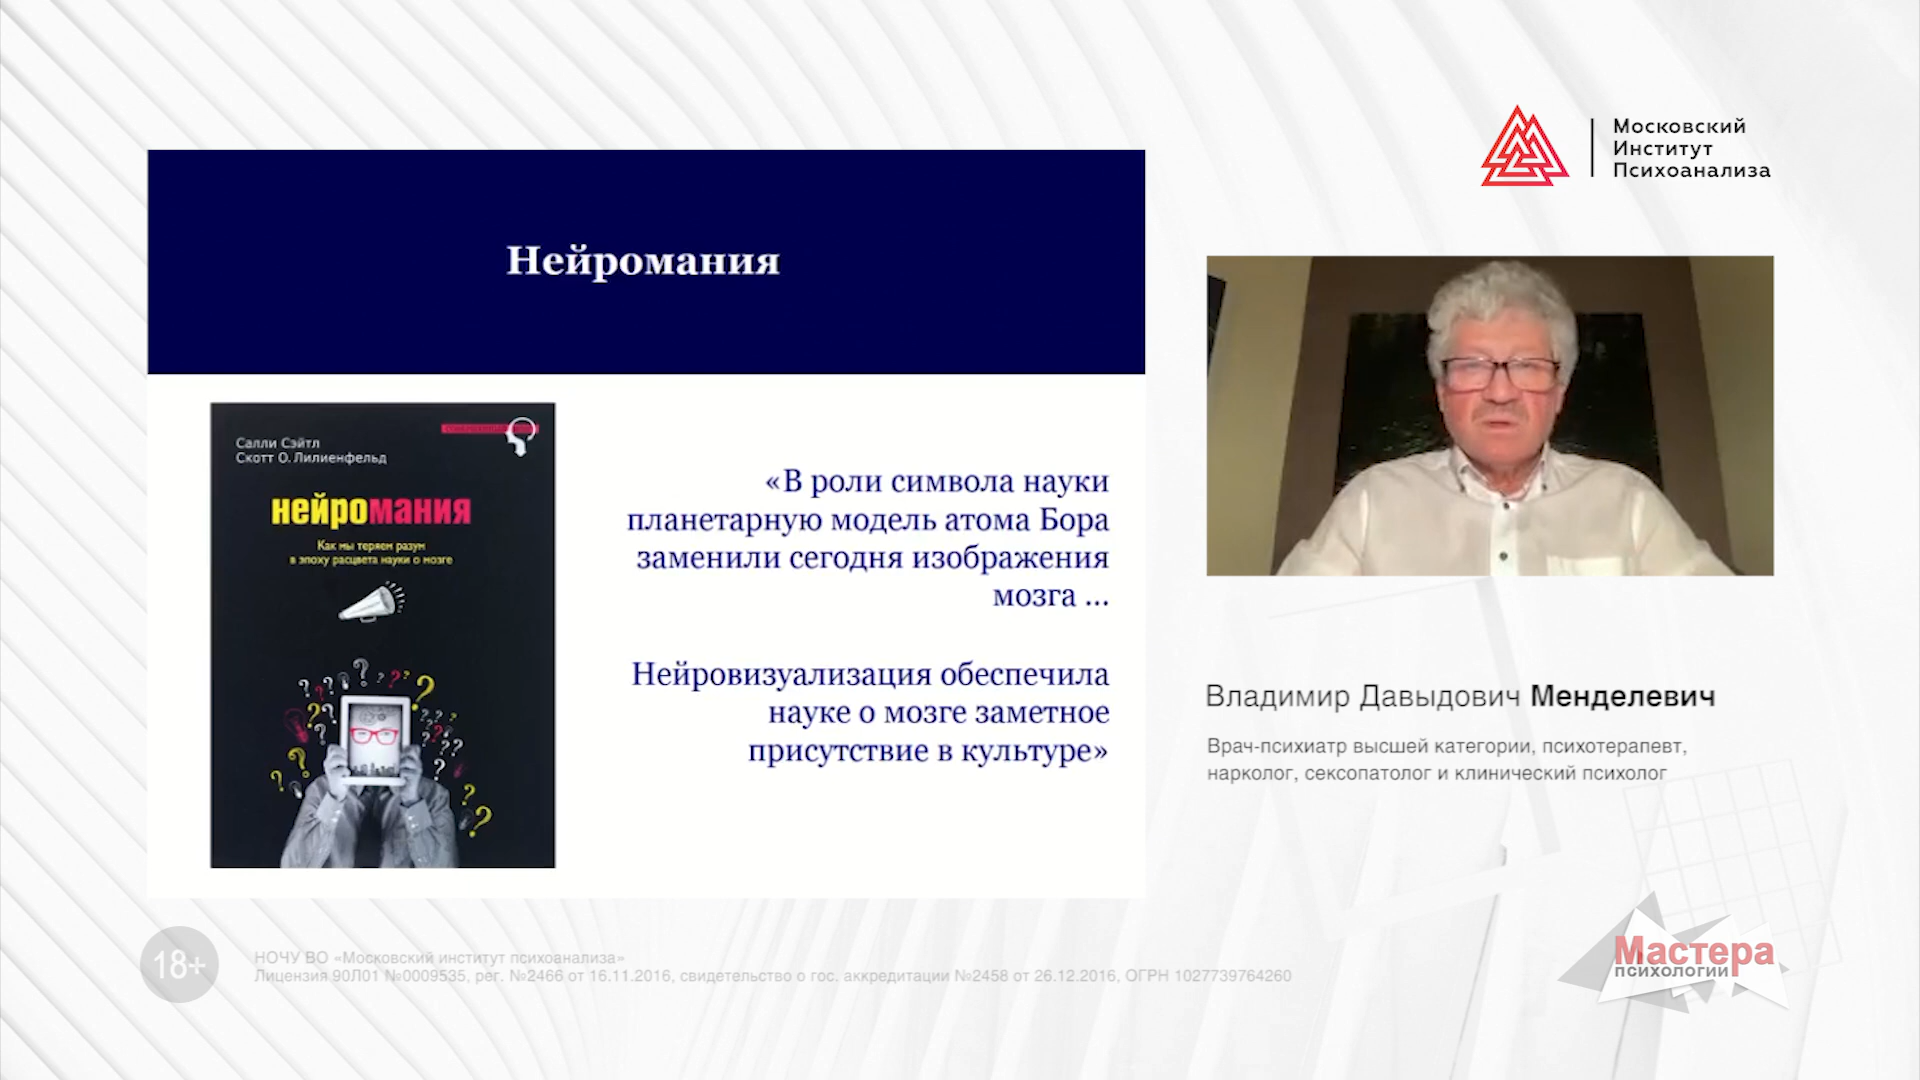 Московский
Институт
Психоанализа
Нейромания
Салли Сэйтл
Скотт О. Лилиенфельд
нейромания
Как мы теряем разум
в эпоху расцвета науки о мозге
«В роли символа науки
планетарную модель атома Бора
заменили сегодня изображения
мозга ...
Нейровизуализация обеспечила
науке о мозге заметное
присутствие в культуре»
Владимир Давыдович Менделевич
Врач-психиатр высшей категории, психотерапевт,
нарколог, сексопатолог и клинический психолог
18+
НОЧУ ВО «Московский институт психоанализа»
Лицензия 90Л01 №0009535, рег. №2466 от 16.11.2016, свидетельство о гос. аккредитации №2458 от 26.12.2016, ОГРН 1027739764260
Мастера
психологии